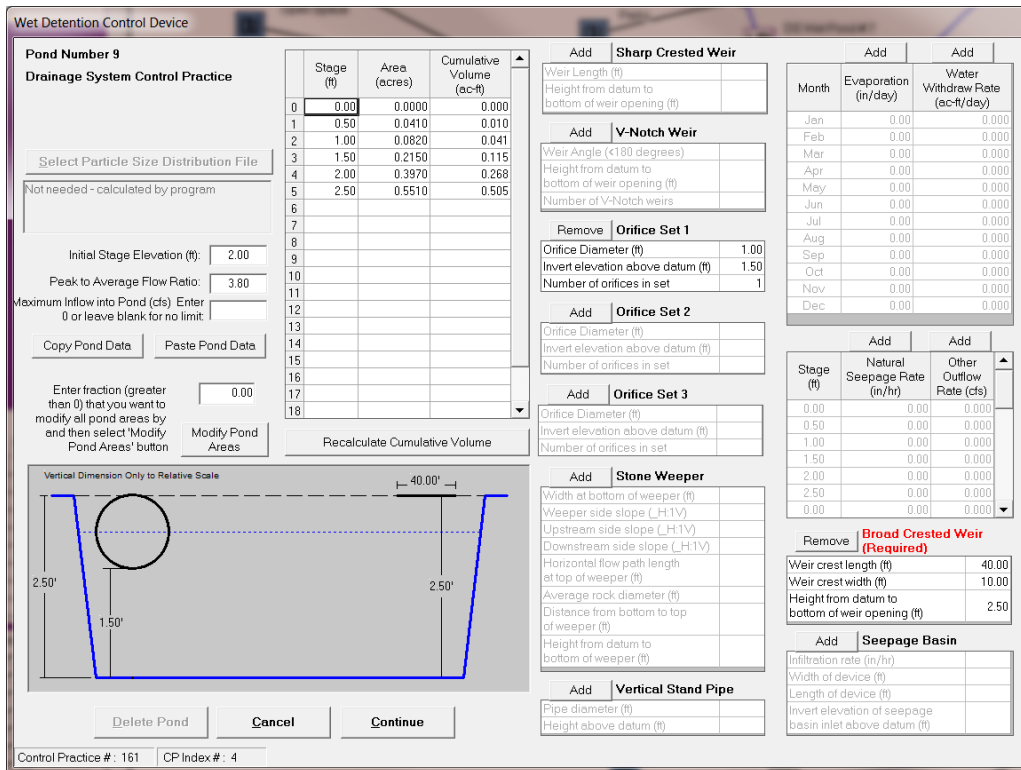 Wet Detention Control Device
Pond Number 9
Drainage System Control Practice
Select Particle Size Distribution File
Not needed - calculated by program
Initial Stage Elevation (ft): 2.00
Peak to Average Flow Ratio: 3.80
Maximum Inflow into Pond (cfs) Enter
0 or leave blank for no limit:
Copy Pond Data Paste Pond Data
Enter fraction (greater 0.00
than 0) that you want to
modify all pond areas by
and then select 'Modify
Pond Areas' button
Modify Pond
Areas
Stage
(ft)
Area
(acres)
Cumulative
Volume
(ac-ft)
0 0.00 0.0000 0.000
1 0.50 0.0410 0.010
2 1.00 0.0820 0.041
3 1.50 0.2150 0.115
4 2.00 0.3970 0.268
5 2.50 0.5510 0.505
6
7
8
9
10
11
12
13
14
15
16
17
18
Recalculate Cumulative Volume
Vertical Dimension Only to Relative Scale
40.00'
2.50'
1.50'
2.50'
Delete Pond Cancel Continue
Control Practice # : 161 CP Index # : 4
Add Sharp Crested Weir
Weir Length (ft)
Height from datum to
bottom of weir opening (ft)
Add V-Notch Weir
Weir Angle (<180 degrees)
Height from datum to
bottom of weir opening (ft)
Number of V-Notch weirs
Remove Orifice Set 1
Orifice Diameter (ft) 1.00
Invert elevation above datum (ft) 1.50
Number of orifices in set 1
Add Orifice Set 2
Orifice Diameter (ft)
Invert elevation above datum (ft)
Number of orifices in set
Add Orifice Set 3
Orifice Diameter (ft)
Invert elevation above datum (ft)
Number of orifices in set
Add Stone Weeper
Width at bottom of weeper (ft)
Weeper side slope (_H:1V)
Upstream side slope (_H:1V)
Downstream side slope (_H:1V)
Horizontal flow path length
at top of weeper (ft)
Average rock diameter (ft)
Distance from bottom to top
of weeper (ft)
Height from datum to
bottom of weeper (ft)
Add Vertical Stand Pipe
Pipe diameter (ft)
Height above datum (ft)
Add Add
Month
Evaporation
(in/day)
Water
Withdraw Rate
(ac-ft/day)
Jan 0.00 0.000
Feb 0.00 0.000
Mar 0.00 0.000
Apr 0.00 0.000
May 0.00 0.000
Jun 0.00 0.000
Jul 0.00 0.000
Aug 0.00 0.000
Sep 0.00 0.000
Oct 0.00 0.000
Nov 0.00 0.000
Dec 0.00 0.000
Add Add
Stage
(ft)
Natural
Seepage Rate
(in/hr)
Other
Outflow
Rate (cfs)
0.00 0.00 0.000
0.50 0.00 0.000
1.00 0.00 0.000
1.50 0.00 0.000
2.00 0.00 0.000
2.50 0.00 0.000
0.00 0.00 0.000
Remove Broad Crested Weir
(Required)
Weir crest length (ft) 40.00
Weir crest width (ft) 10.00
Height from datum to
bottom of weir opening (ft) 2.50
Add Seepage Basin
Infiltration rate (in/hr)
Width of device (ft)
Length of device (ft)
Invert elevation of seepage
basin inlet above datum (ft)